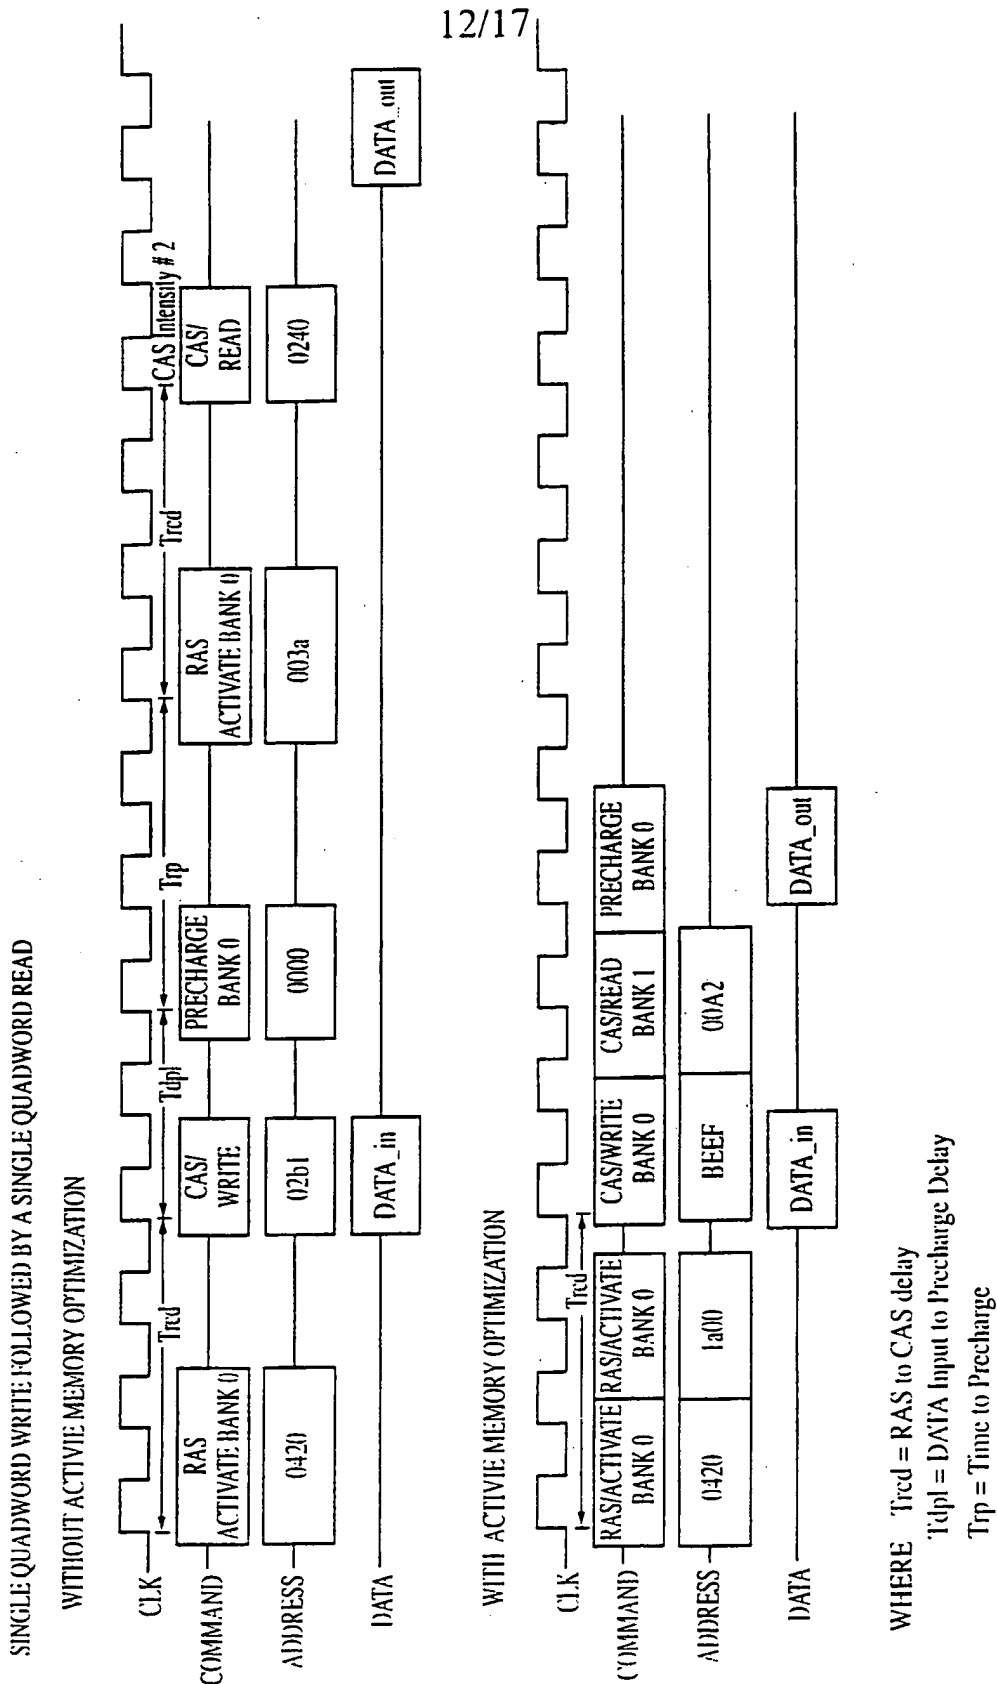 12/17
SINGLE QUADWORD WRITE FOLLOWED BY A SINGLE QUADWORD READ
WITHOUT ACTIVIE MEMORY OPTIMIZATION
CLK
Trcd
Tdpl
Trp
Trcd
CAS Intensity # 2
COMMAND
RAS
ACTIVATE BANK 0
CAS/
WRITE
PRECHARGE
BANK 0
RAS
ACTIVATE BANK 0
CAS/
READ
ADDRESS
0420
02b1
0000
003a
0240
DATA
DATA_in
DATA_out
WITH ACTIVIE MEMORY OPTIMIZATION
CLK
Trcd
COMMAND
RAS/ACTIVATE
BANK 0
RAS/ACTIVATE
BANK 0
CAS/WRITE
BANK 0
CAS/READ
BANK 1
PRECHARGE
BANK 0
ADDRESS
0420
1a00
BEEF
00A2
DATA
DATA_in
DATA_out
WHERE Trcd = RAS to CAS delay
Tdpl = DATA Input to Precharge Delay
Trp = Time to Precharge